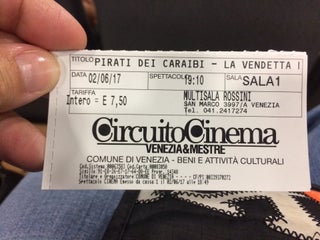 TITOLO PIRATI DEI CARAIBI - LA VENDETTA
DATA 02/06/17 SPETTACOLO 19:10 SALA SALA1
TARIFFA
Intero = E 7,50 MULTISALA ROSSINI
SAN MARCO 3997/A VENEZIA
Tel. 041.2417274
CircuitoCinema
VENEZIA&MESTRE
COMUNE DI VENEZIA - BENI E ATTIVITÀ CULTURALI